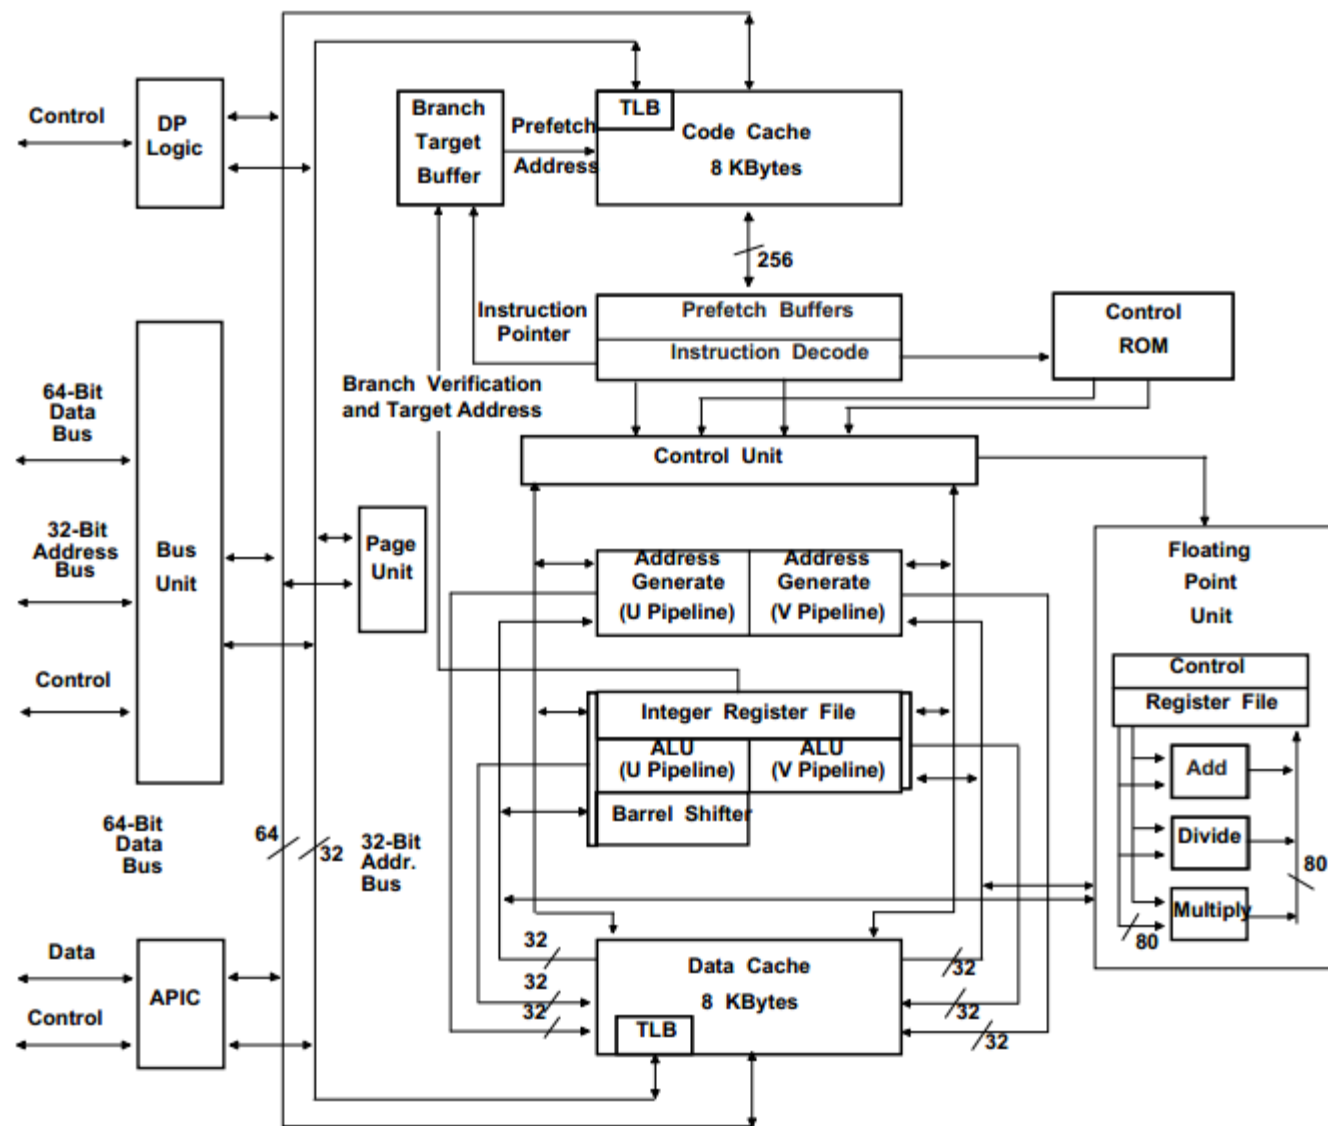 Control
DP
Logic
Branch
Target
Buffer
Prefetch
Address
TLB
Code Cache
8 KBytes
256
Instruction
Pointer
Prefetch Buffers
Instruction Decode
Control
ROM
Branch Verification
and Target Address
64-Bit
Data
Bus
32-Bit
Address
Bus
Control
Bus
Unit
Page
Unit
Control Unit
Address
Generate
(U Pipeline)
Address
Generate
(V Pipeline)
Floating
Point
Unit
Control
Register File
Add
Divide
Multiply
80
80
Integer Register File
ALU
(U Pipeline)
ALU
(V Pipeline)
Barrel Shifter
64-Bit
Data
Bus
64
32
32-Bit
Addr.
Bus
Data
Control
APIC
32
32
32
Data Cache
8 KBytes
TLB
32
32
32